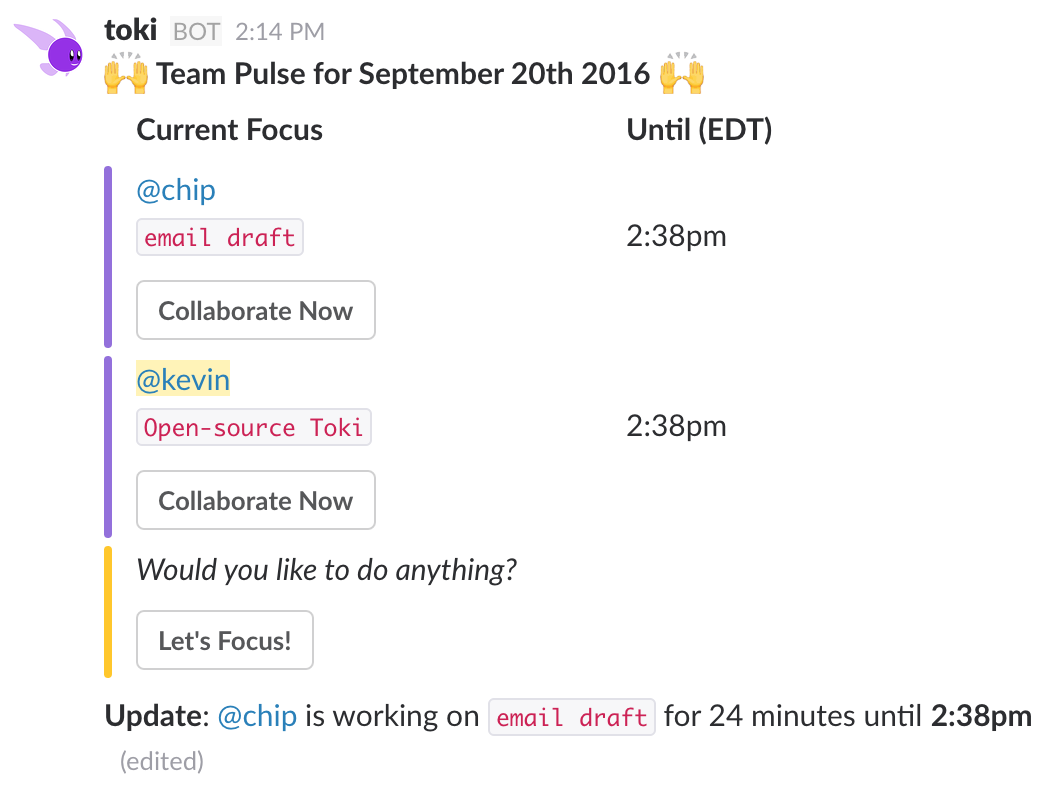 toki BOT 2:14 PM
🙌 Team Pulse for September 20th 2016 🙌
Current Focus Until (EDT)
@chip
email draft 2:38pm
Collaborate Now
@kevin
Open-source Toki 2:38pm
Collaborate Now
Would you like to do anything?
Let's Focus!
Update: @chip is working on email draft for 24 minutes until 2:38pm
(edited)